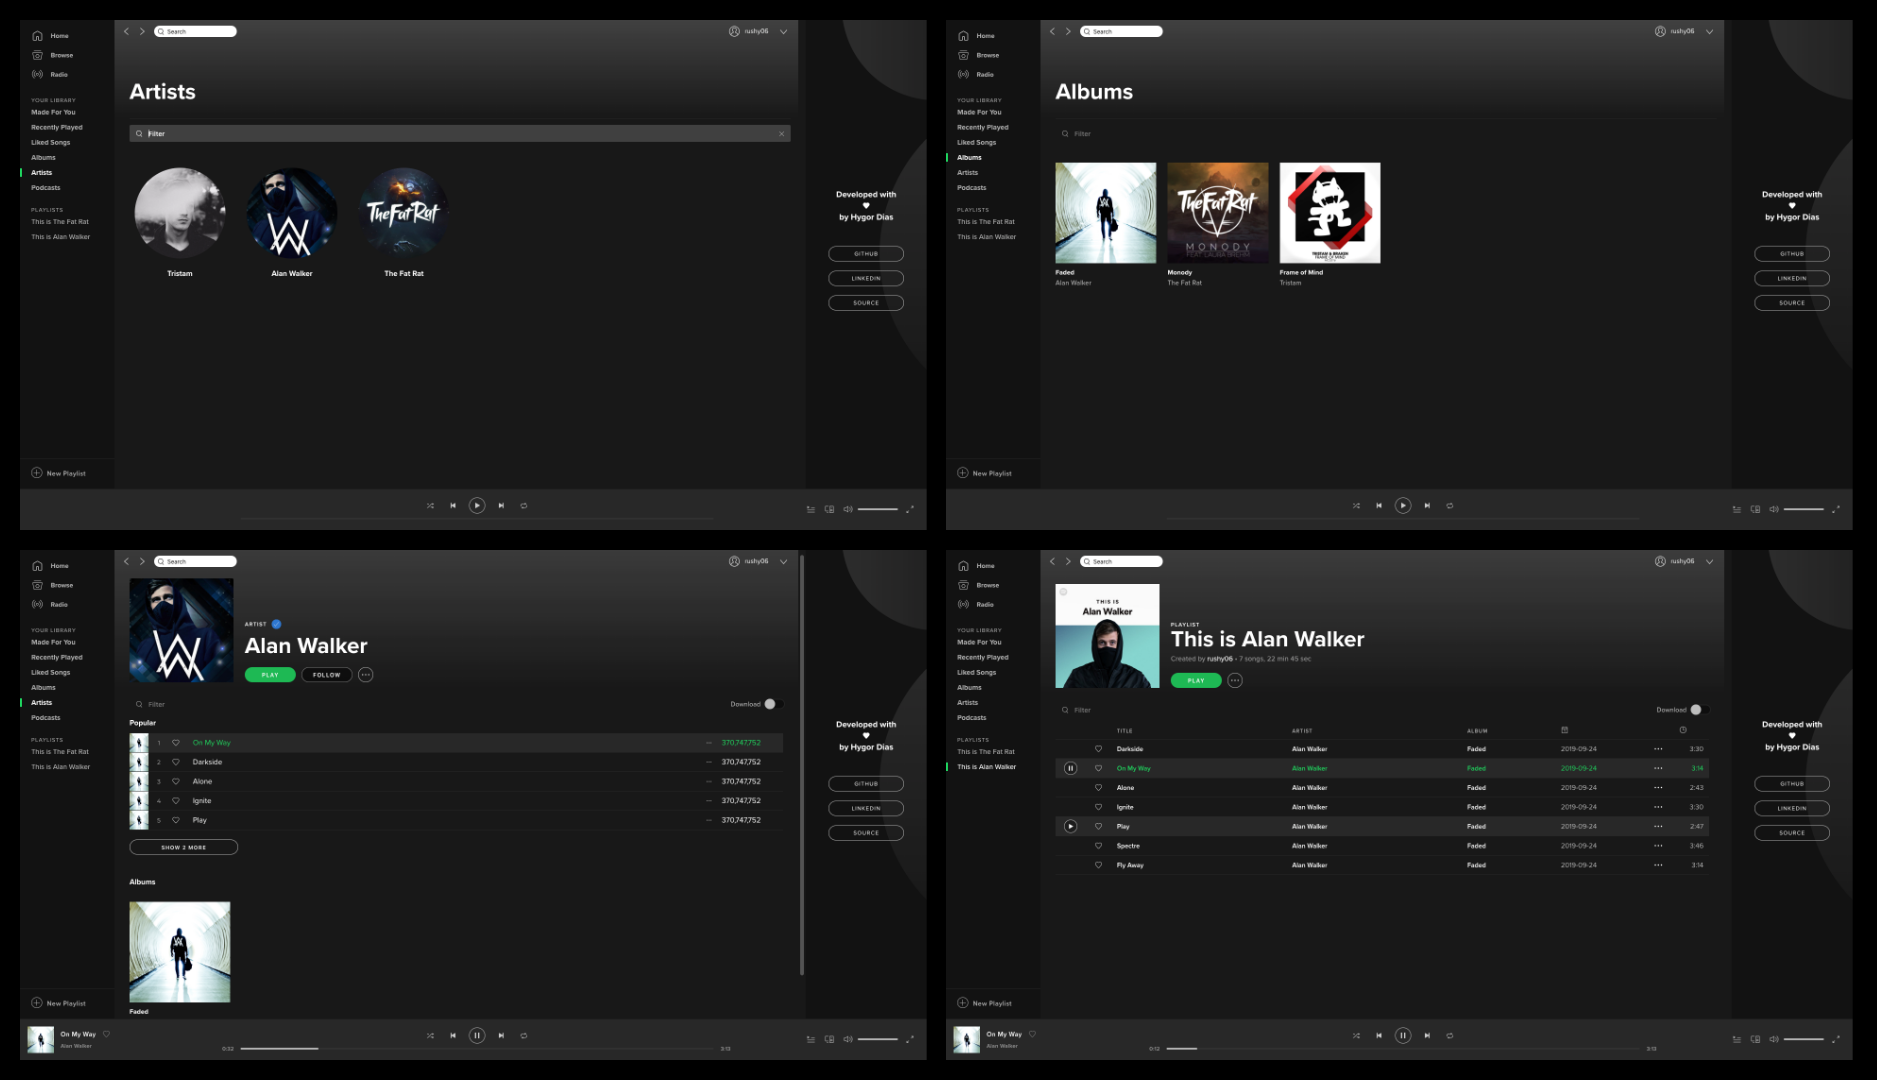 Home
Browse
Radio
YOUR LIBRARY
Made For You
Recently Played
Liked Songs
Albums
Artists
Podcasts
PLAYLISTS
This is The Fat Rat
This is Alan Walker
New Playlist
Search
rushy06
Artists
Filter
Tristam
Alan Walker
TheFatRat
The Fat Rat
Developed with
by Hygor Dias
GITHUB
LINKEDIN
SOURCE
Home
Browse
Radio
YOUR LIBRARY
Made For You
Recently Played
Liked Songs
Albums
Artists
Podcasts
PLAYLISTS
This is The Fat Rat
This is Alan Walker
New Playlist
Search
rushy06
Albums
Filter
Faded
Alan Walker
TheFatRat
MONODY
Monody
The Fat Rat
FRAME OF MIND
Frame of Mind
Tristam
Developed with
by Hygor Dias
GITHUB
LINKEDIN
SOURCE
Home
Browse
Radio
YOUR LIBRARY
Made For You
Recently Played
Liked Songs
Albums
Artists
Podcasts
PLAYLISTS
This is The Fat Rat
This is Alan Walker
New Playlist
Search
rushy06
ARTIST
Alan Walker
PLAY FOLLOW
Filter Download
Popular
1 On My Way 370,747,752
2 Darkside 370,747,752
3 Alone 370,747,752
4 Ignite 370,747,752
5 Play 370,747,752
SHOW 2 MORE
Albums
Faded
Developed with
by Hygor Dias
GITHUB
LINKEDIN
SOURCE
On My Way
Alan Walker
0:32 3:13
Home
Browse
Radio
YOUR LIBRARY
Made For You
Recently Played
Liked Songs
Albums
Artists
Podcasts
PLAYLISTS
This is The Fat Rat
This is Alan Walker
New Playlist
Search
rushy06
THIS IS
Alan Walker
PLAYLIST
This is Alan Walker
Created by rushy06 • 7 songs, 22 min 45 sec
PLAY
Filter Download
TITLE ARTIST ALBUM
Darkside Alan Walker Faded 2019-09-24 3:30
On My Way Alan Walker Faded 2019-09-24 3:14
Alone Alan Walker Faded 2019-09-24 2:43
Ignite Alan Walker Faded 2019-09-24 3:30
Play Alan Walker Faded 2019-09-24 2:47
Spectre Alan Walker Faded 2019-09-24 3:46
Fly Away Alan Walker Faded 2019-09-24 3:14
Developed with
by Hygor Dias
GITHUB
LINKEDIN
SOURCE
On My Way
Alan Walker
0:12 3:13